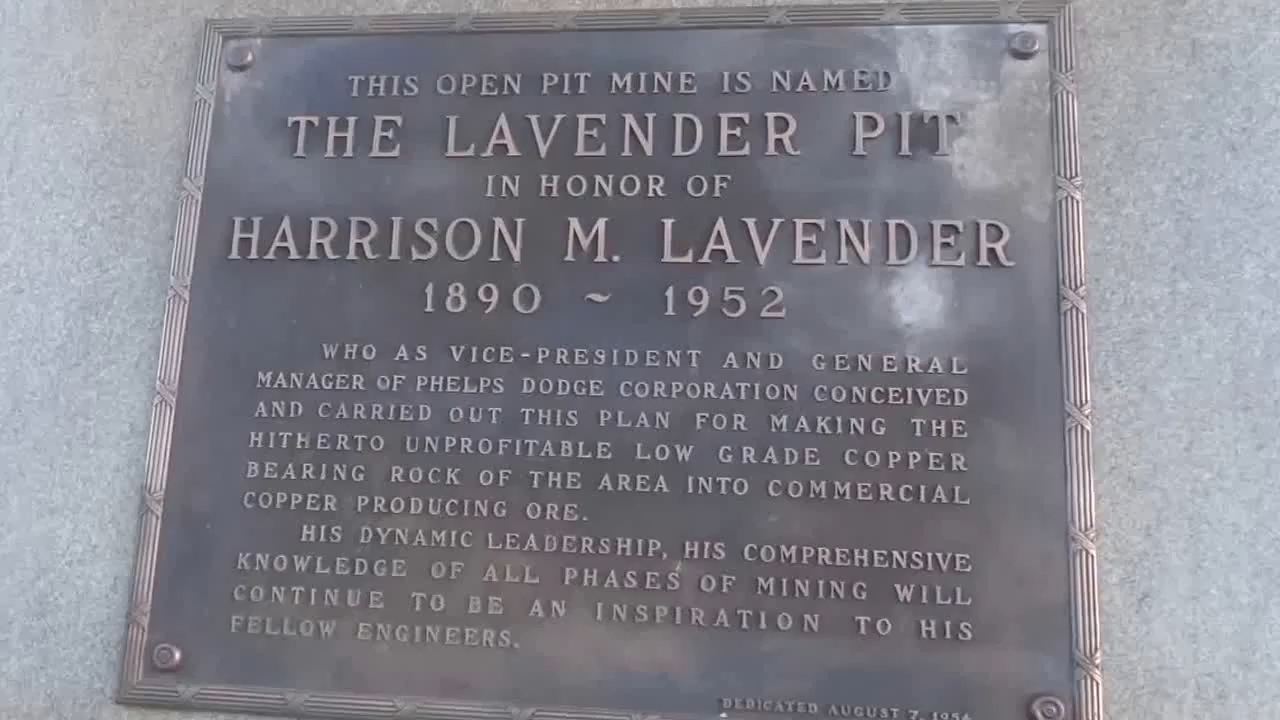 THIS OPEN PIT MINE IS NAMED
THE LAVENDER PIT
IN HONOR OF
HARRISON M. LAVENDER
1890 ~ 1952
WHO AS VICE-PRESIDENT AND GENERAL
MANAGER OF PHELPS DODGE CORPORATION CONCEIVED
AND CARRIED OUT THIS PLAN FOR MAKING THE
HITHERTO UNPROFITABLE LOW GRADE COPPER
BEARING ROCK OF THE AREA INTO COMMERCIAL
COPPER PRODUCING ORE.
HIS DYNAMIC LEADERSHIP, HIS COMPREHENSIVE
KNOWLEDGE OF ALL PHASES OF MINING WILL
CONTINUE TO BE AN INSPIRATION TO HIS
FELLOW ENGINEERS.
DEDICATED AUGUST 7, 1954